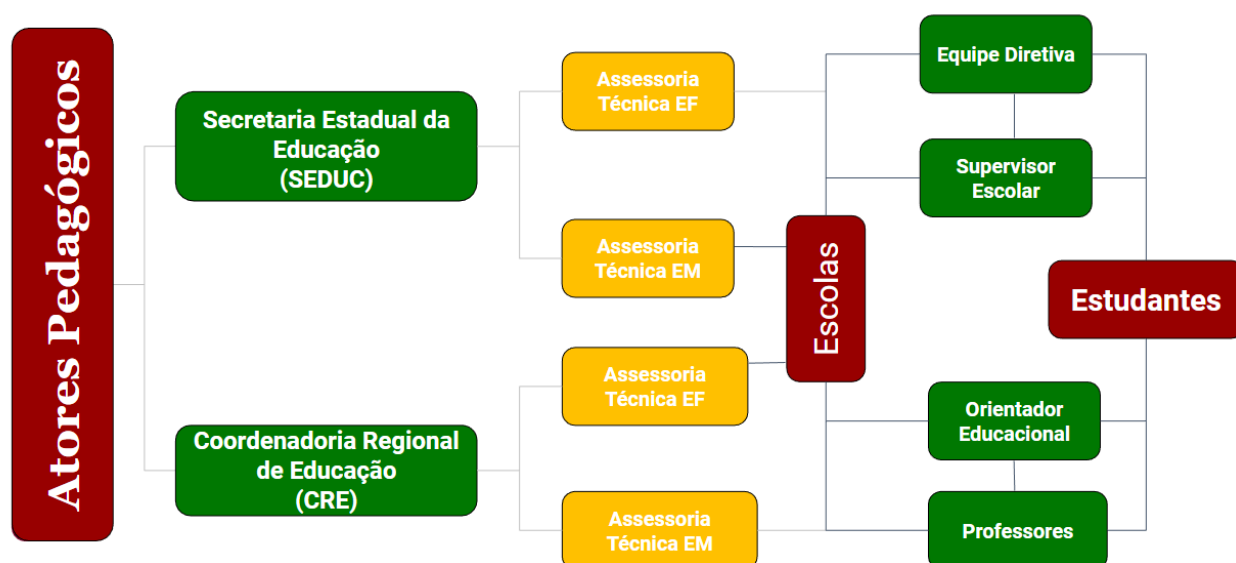 Atores Pedagógicos
Secretaria Estadual da
Educação
(SEDUC)
Coordenadoria Regional
de Educação
(CRE)
Assessoria
Técnica EF
Assessoria
Técnica EM
Assessoria
Técnica EF
Assessoria
Técnica EM
Escolas
Equipe Diretiva
Supervisor
Escolar
Orientador
Educacional
Professores
Estudantes